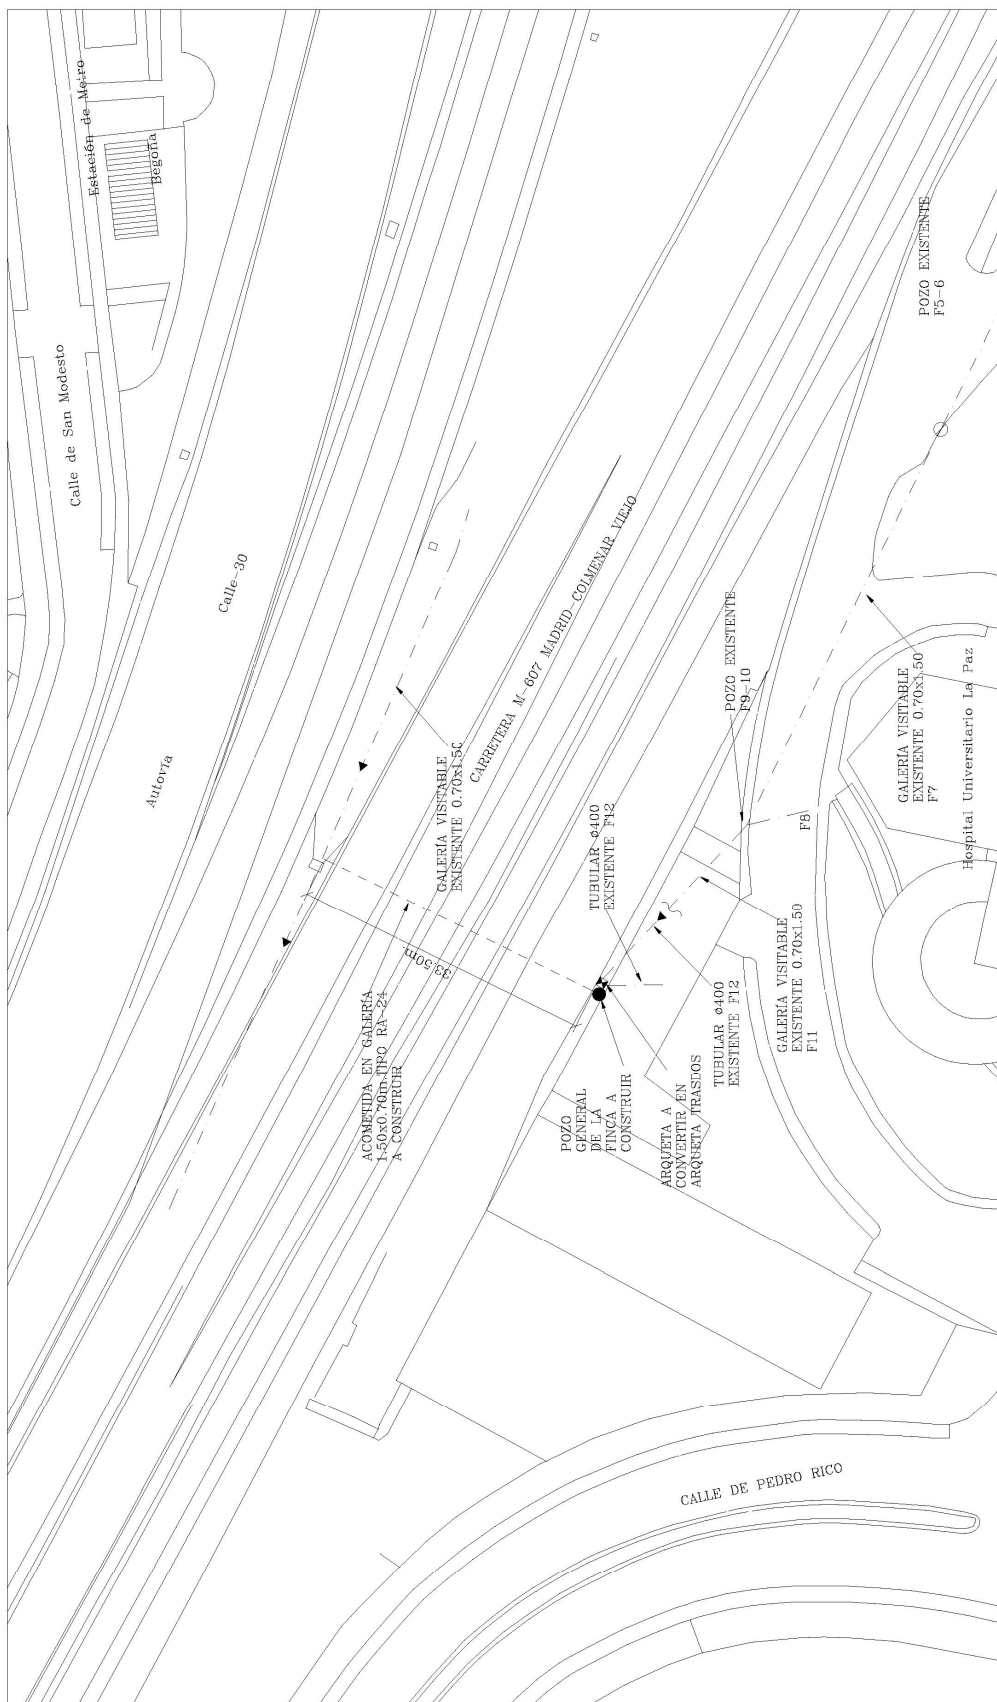 Estación de Metro
Begoña
Calle de San Modesto
Calle-30
Autovía
POZO EXISTENTE
F5-6
CARRETERA M-607 MADRID-COLMENAR VIEJO
POZO EXISTENTE
F9-10
GALERÍA VISITABLE
EXISTENTE 0.70x1.50
F7
Hospital Universitario La Paz
GALERÍA VISITABLE
EXISTENTE 0.70x1.50
TUBULAR ø400
EXISTENTE F12
F8
33.50m
GALERÍA VISITABLE
EXISTENTE 0.70x1.50
F11
TUBULAR ø400
EXISTENTE F12
ACOMETIDA EN GALERÍA
1.50x0.70m.TIPO RA-24
A CONSTRUIR
POZO
GENERAL
DE LA
FINCA A
CONSTRUIR
ARQUETA A
CONVERTIR EN
ARQUETA TRASDOS
CALLE DE PEDRO RICO